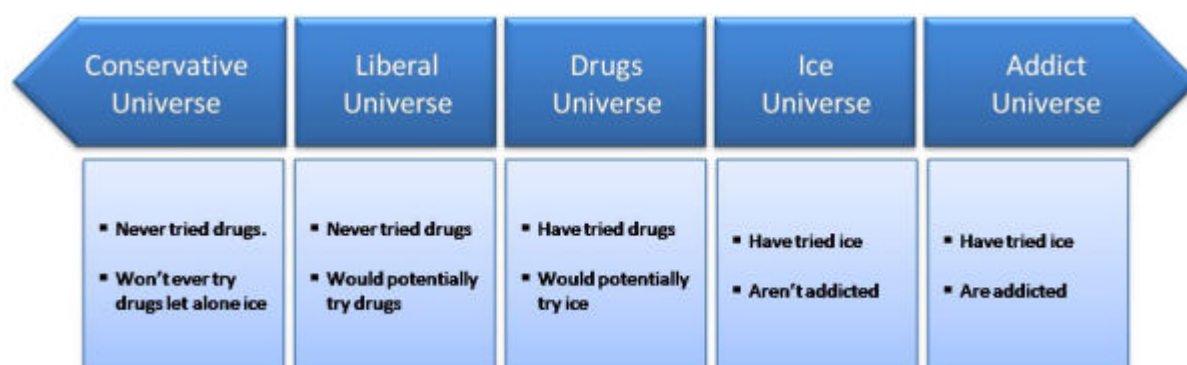 Conservative
Universe
Liberal
Universe
Drugs
Universe
Ice
Universe
Addict
Universe
▪ Never tried drugs.
▪ Won't ever try
drugs let alone ice
▪ Never tried drugs
▪ Would potentially
try drugs
▪ Have tried drugs
▪ Would potentially
try ice
▪ Have tried ice
▪ Aren't addicted
▪ Have tried ice
▪ Are addicted